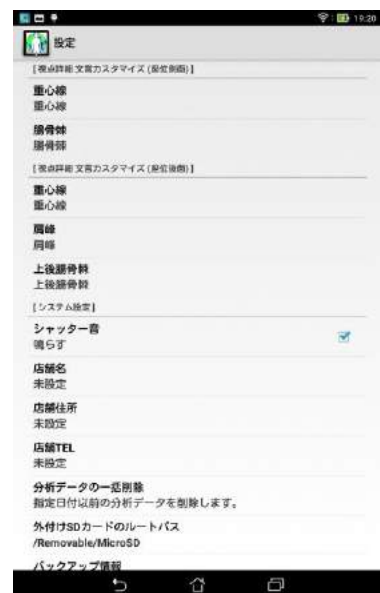 19:20
設定
[視点詳細 文言カスタマイズ (座位側面)]
重心線
重心線
腸骨棘
腸骨棘
[視点詳細 文言カスタマイズ (座位後面)]
重心線
重心線
肩峰
肩峰
上後腸骨棘
上後腸骨棘
[システム設定]
シャッター音
鳴らす
店舗名
未設定
店舗住所
未設定
店舗TEL
未設定
分析データの一括削除
指定日付以前の分析データを削除します。
外付けSDカードのルートパス
/Removable/MicroSD
バックアップ情報